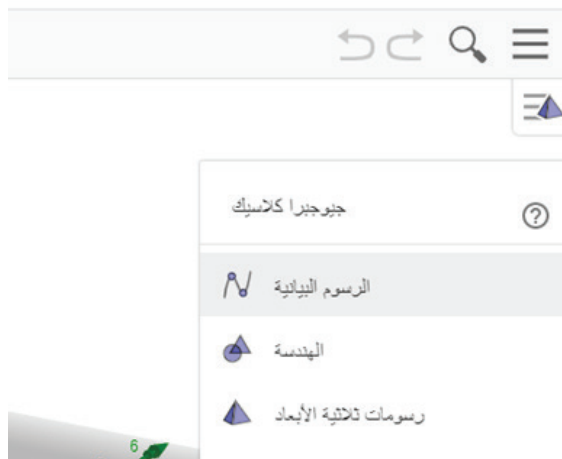 جيوجبرا كلاسيك
الرسوم البيانية
الهندسة
رسومات ثلاثية الأبعاد
6